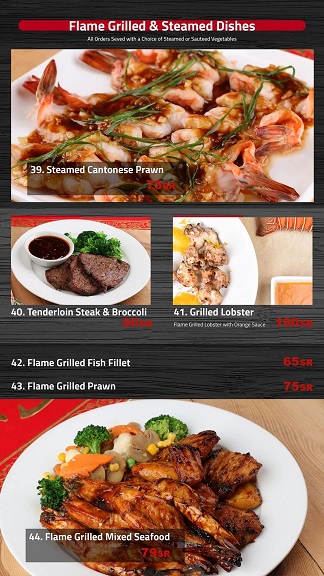 Flame Grilled & Steamed Dishes
All Orders Seved with a Choice of Steamed or Sauteed Vegetables
39. Steamed Cantonese Prawn
75SR
40. Tenderloin Steak & Broccoli
41. Grilled Lobster
Flame Grilled Lobster with Orange Sauce
42. Flame Grilled Fish Fillet
65SR
43. Flame Grilled Prawn
75SR
44. Flame Grilled Mixed Seafood
79SR